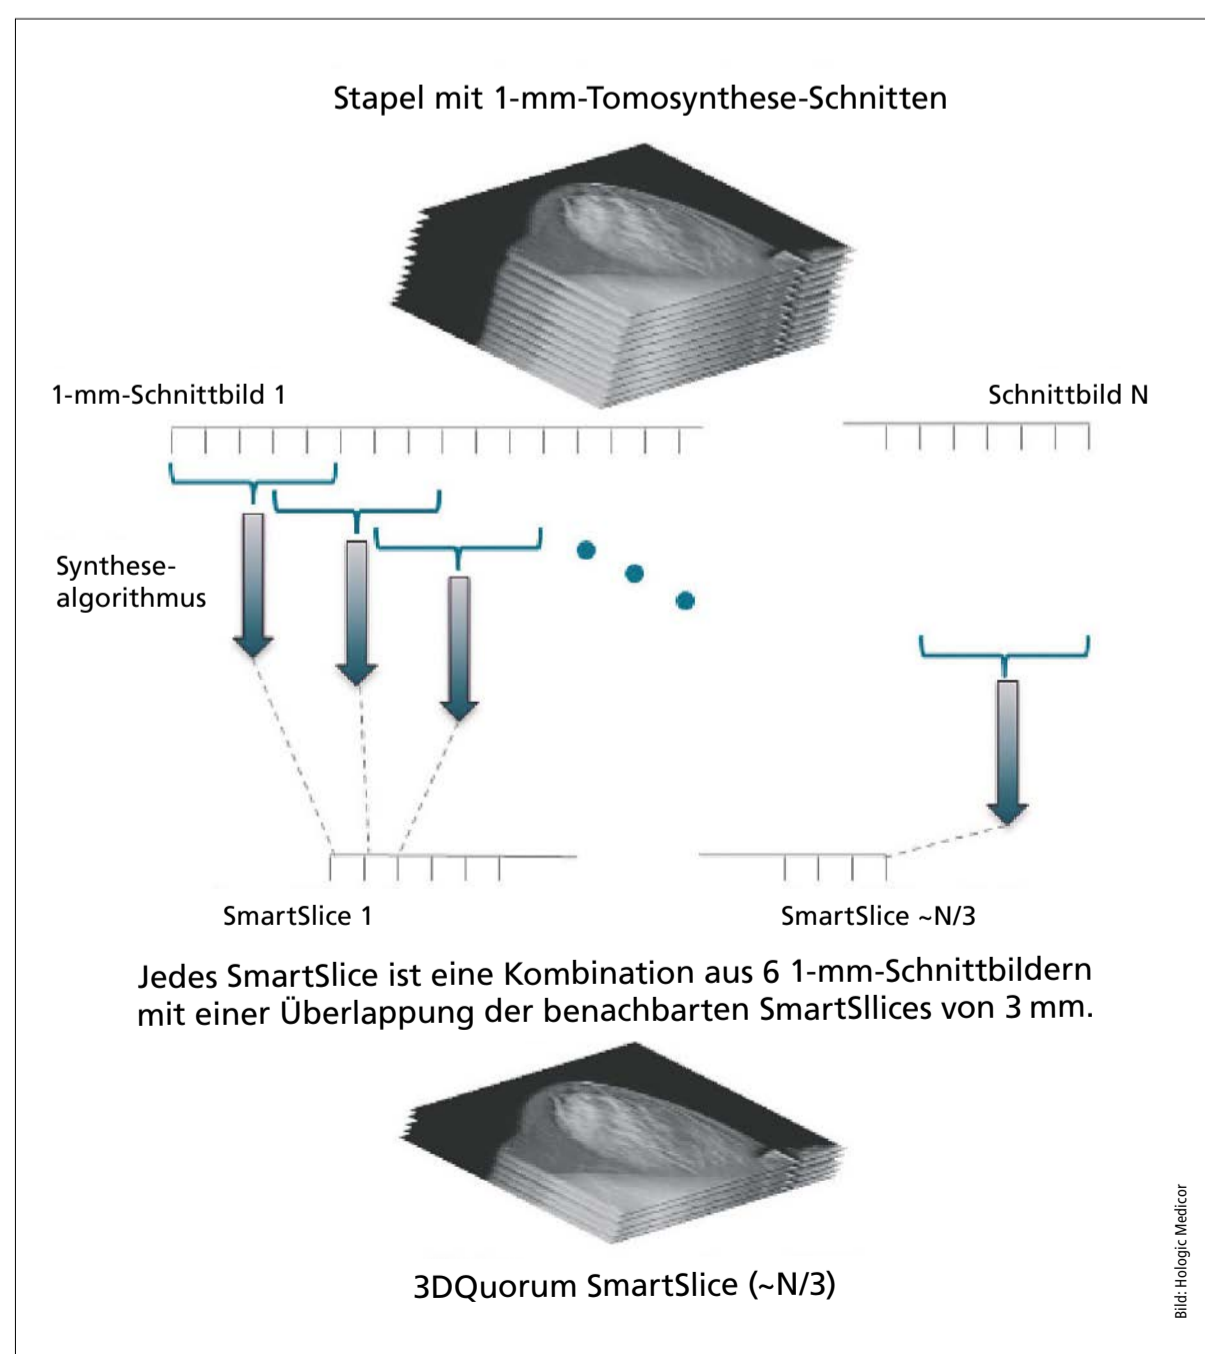 Stapel mit 1-mm-Tomosynthese-Schnitten
1-mm-Schnittbild 1
Schnittbild N
Synthese-
algorithmus
SmartSlice 1
SmartSlice ~N/3
Jedes SmartSlice ist eine Kombination aus 6 1-mm-Schnittbildern
mit einer Überlappung der benachbarten SmartSllices von 3 mm.
3DQuorum SmartSlice (~N/3)
Bild: Hologic Medicor